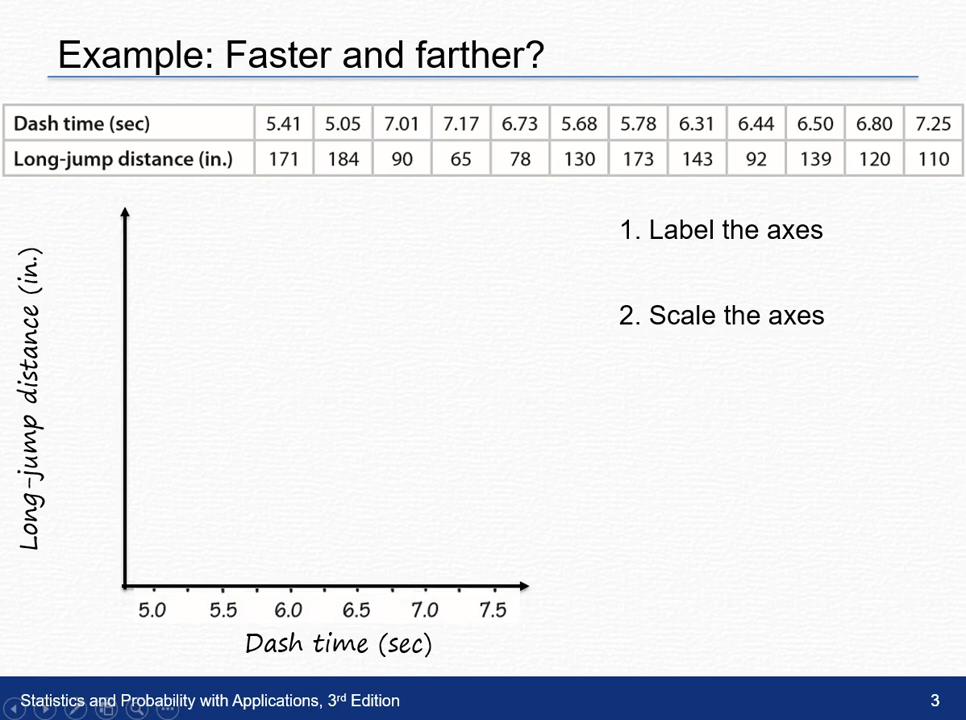 Example: Faster and farther?
Dash time (sec) 5.41 5.05 7.01 7.17 6.73 5.68 5.78 6.31 6.44 6.50 6.80 7.25
Long-jump distance (in.) 171 184 90 65 78 130 173 143 92 139 120 110
1. Label the axes
2. Scale the axes
Long-jump distance (in.)
5.0 5.5 6.0 6.5 7.0 7.5
Dash time (sec)
Statistics and Probability with Applications, 3rd Edition
3